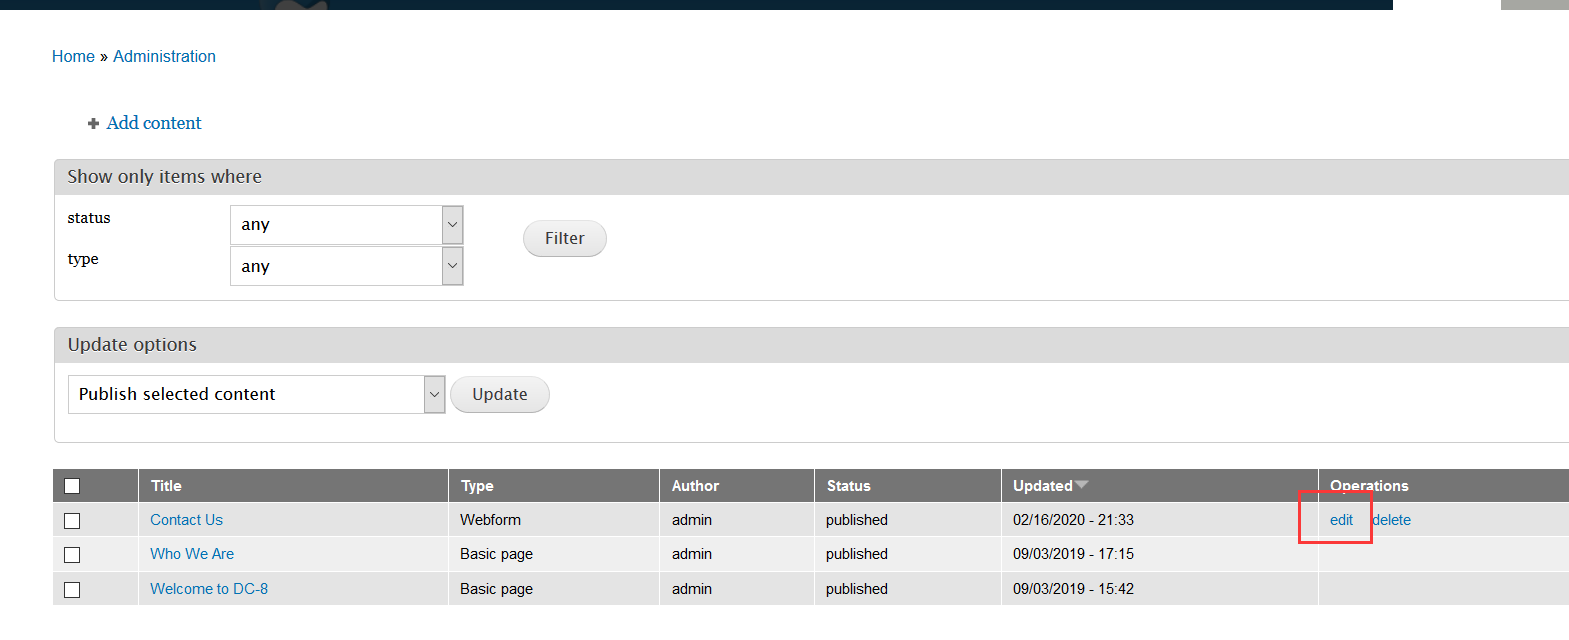 Home » Administration
Add content
Show only items where
status any
Filter
type any
Update options
Publish selected content Update
Title Type Author Status Updated Operations
Contact Us Webform admin published 02/16/2020 - 21:33 edit delete
Who We Are Basic page admin published 09/03/2019 - 17:15
Welcome to DC-8 Basic page admin published 09/03/2019 - 15:42